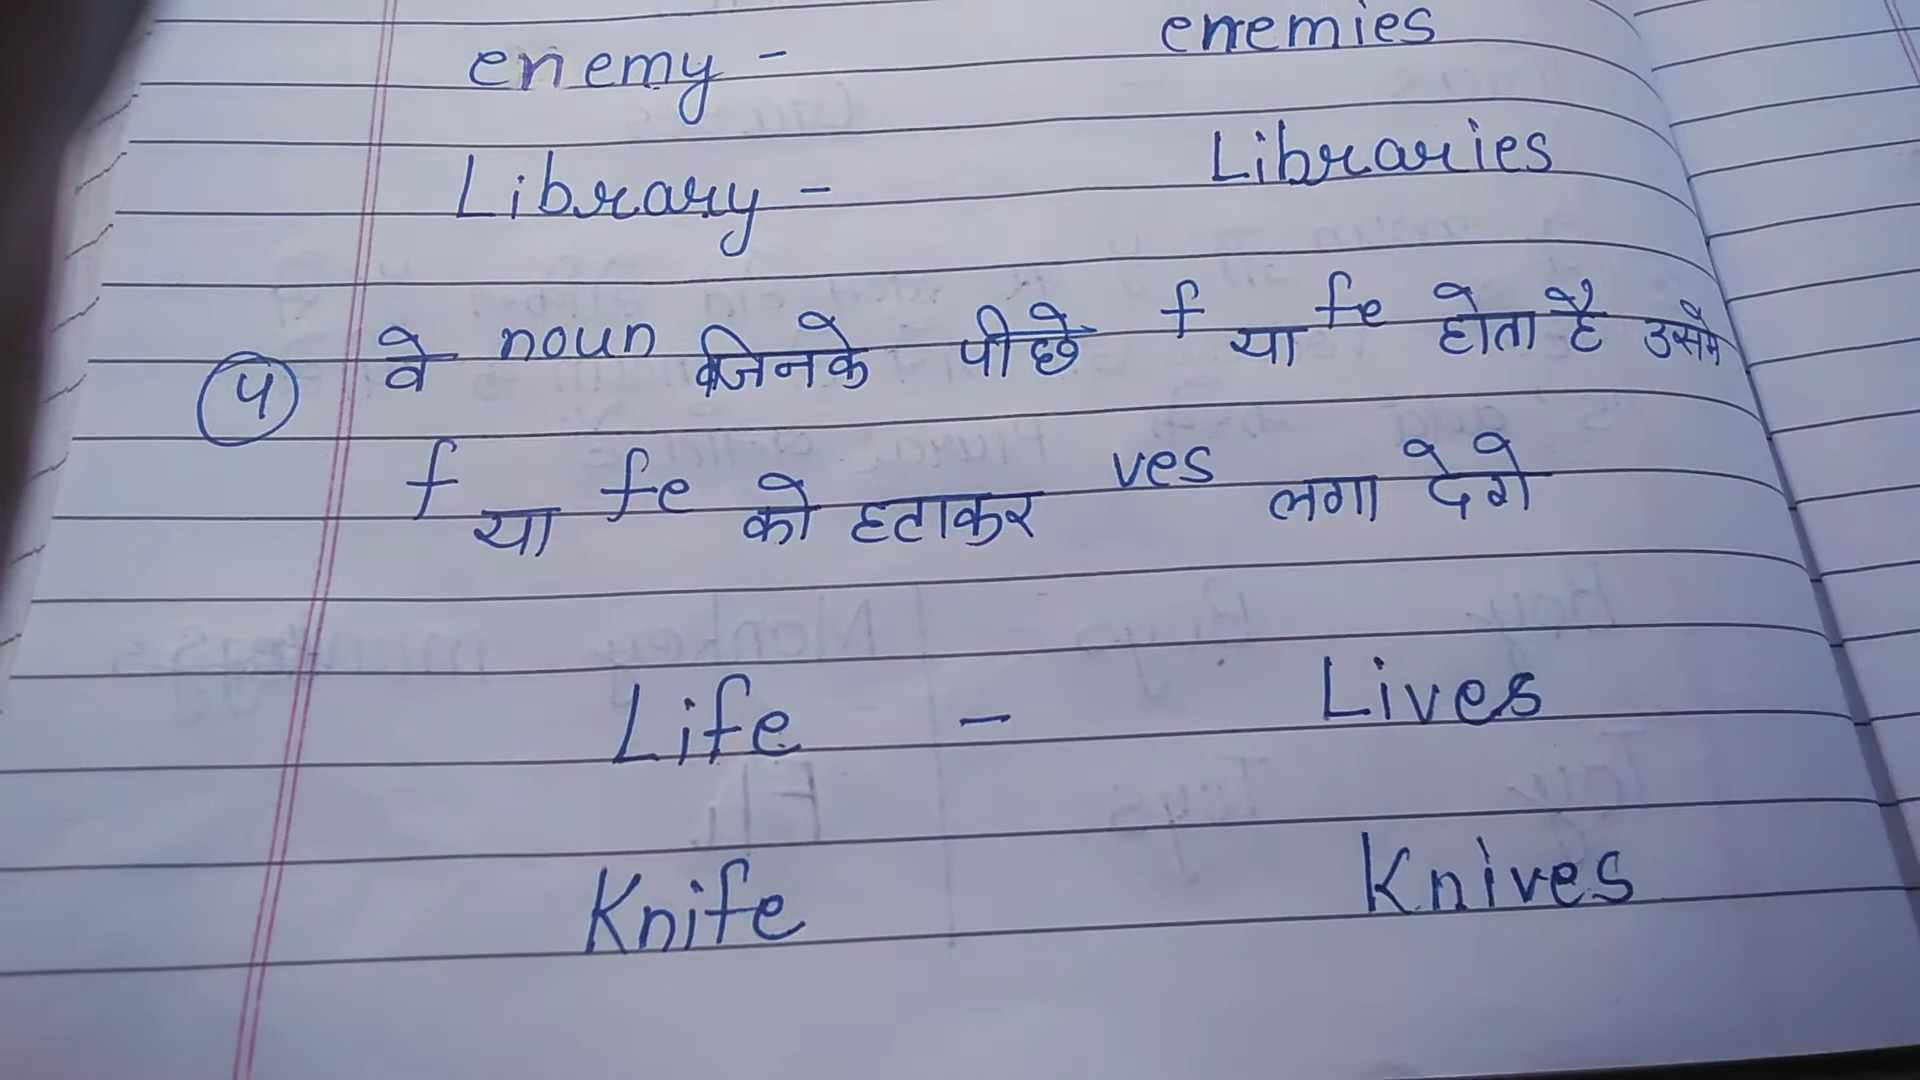 enemy - enemies
Library - Libraries
(4) वे noun जिनके पीछे f या fe होता है उसमे
f या fe को हटाकर ves लगा देगे
Life - Lives
Knife Knives